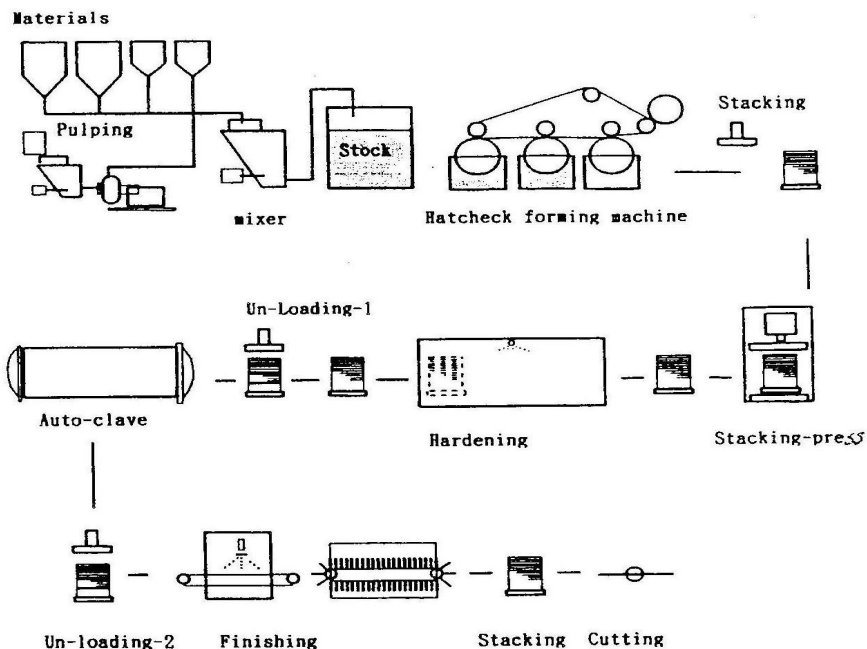 Materials
Pulping
Stock
mixer
Hatcheck forming machine
Stacking
Un-Loading-1
Auto-clave
Hardening
Stacking-press
Un-loading-2
Finishing
Stacking
Cutting